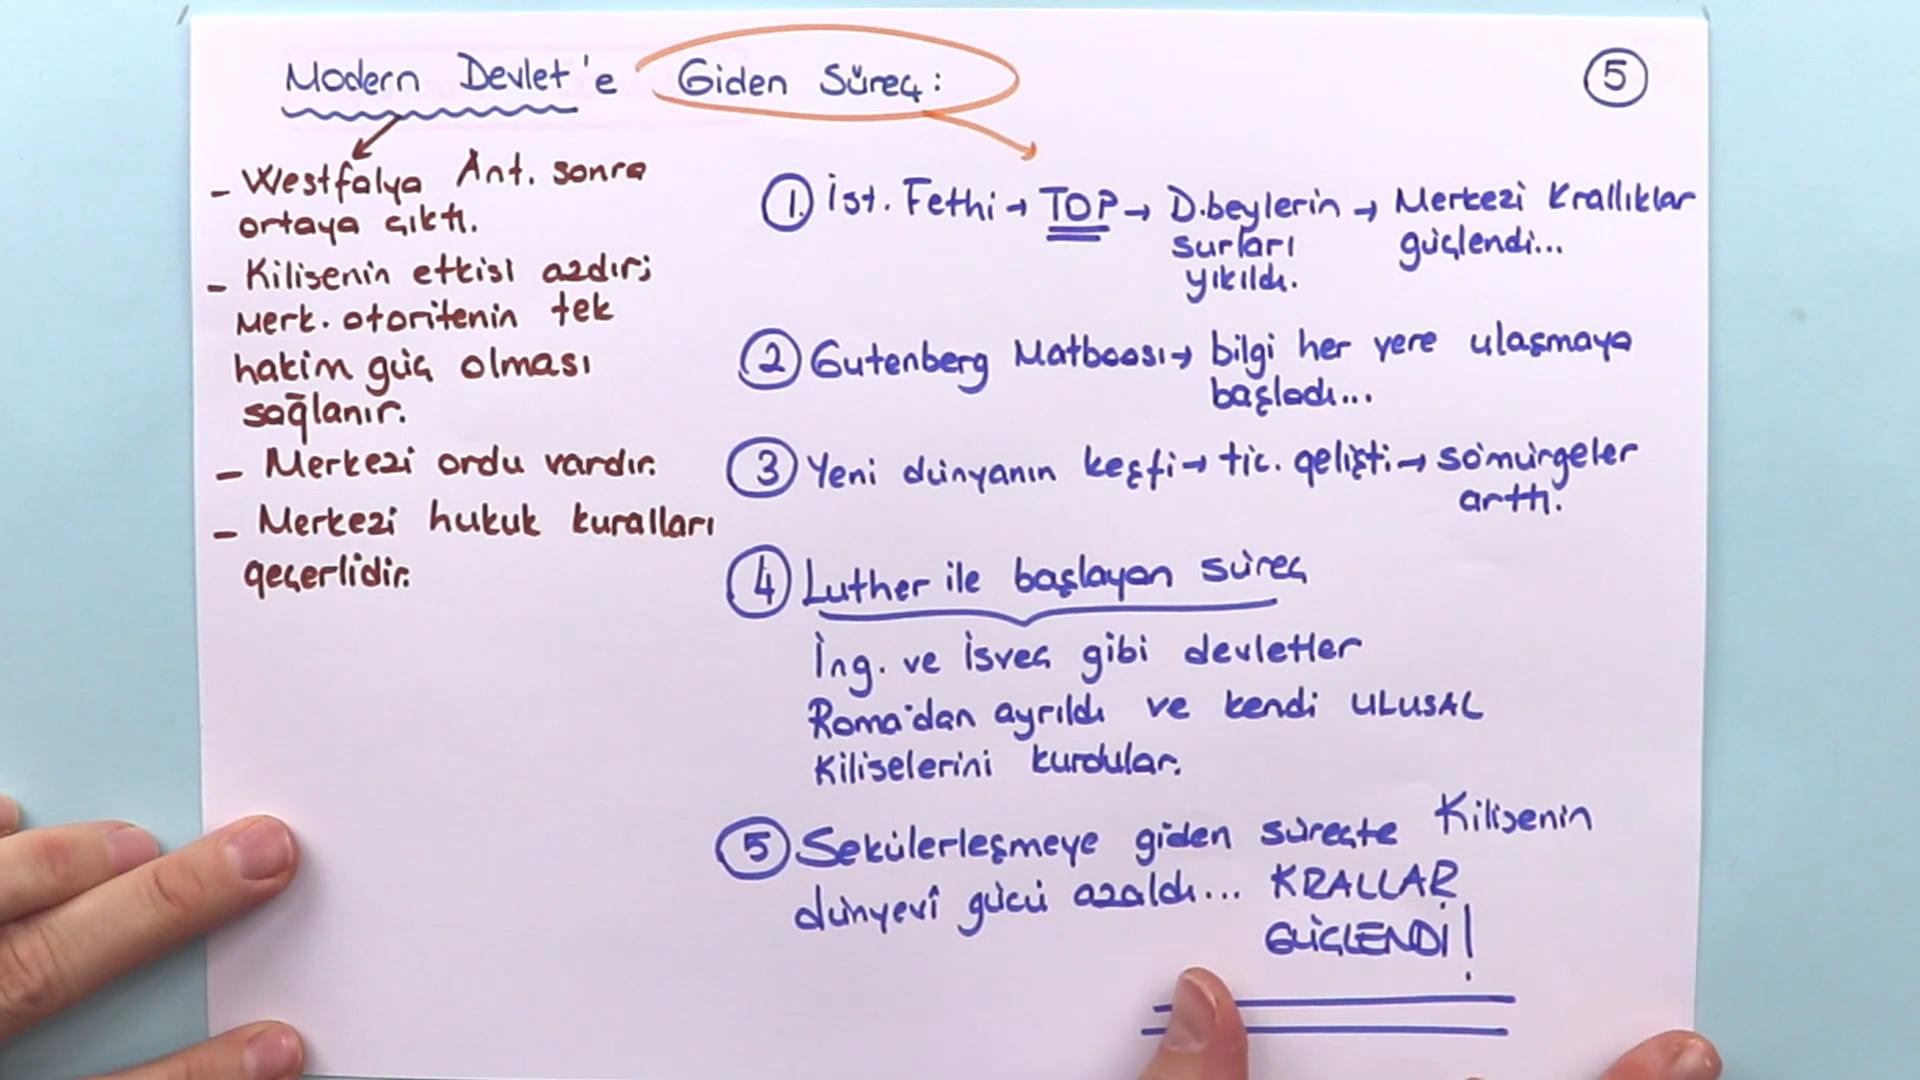 Modern Devlet'e Giden Süreç:
5
- Westfalya Ant. sonra
ortaya çıktı.
- Kilisenin etkisi azdır;
Merk. otoritenin tek
hakim güç olması
sağlanır.
- Merkezi ordu vardır.
- Merkezi hukuk kuralları
geçerlidir.
1. İst. Fethi → TOP → D.beylerin → Merkezi Krallıklar
surları güçlendi...
yıkıldı.
2 Gutenberg Matbaası → bilgi her yere ulaşmaya
başladı...
3 Yeni dünyanın keşfi → tic. gelişti → sömürgeler
arttı.
4 Luther ile başlayan süreç
İng. ve İsveç gibi devletler
Roma'dan ayrıldı ve kendi ULUSAL
Kiliselerini kurdular.
5 Sekülerleşmeye giden süreçte Kilisenin
dünyevî gücü azaldı... KRALLAR
GÜÇLENDİ!